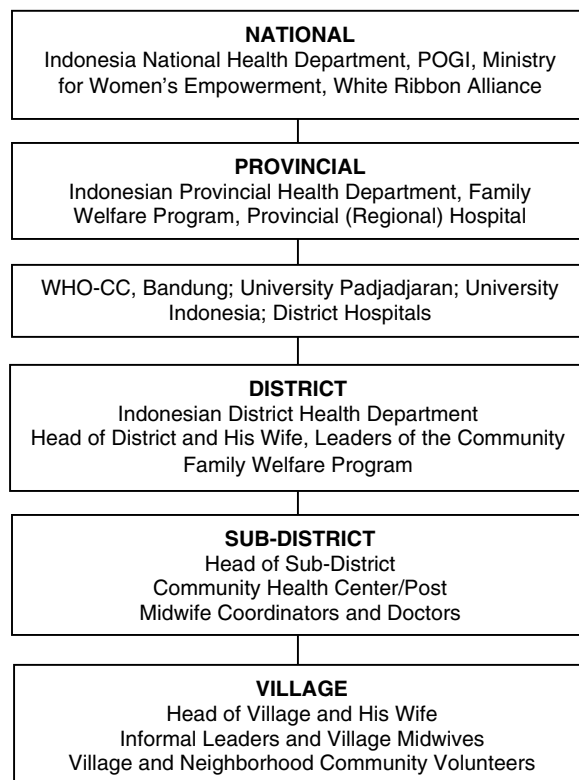 NATIONAL
Indonesia National Health Department, POGI, Ministry
for Women's Empowerment, White Ribbon Alliance
PROVINCIAL
Indonesian Provincial Health Department, Family
Welfare Program, Provincial (Regional) Hospital
WHO-CC, Bandung; University Padjadjaran; University
Indonesia; District Hospitals
DISTRICT
Indonesian District Health Department
Head of District and His Wife, Leaders of the Community
Family Welfare Program
SUB-DISTRICT
Head of Sub-District
Community Health Center/Post
Midwife Coordinators and Doctors
VILLAGE
Head of Village and His Wife
Informal Leaders and Village Midwives
Village and Neighborhood Community Volunteers